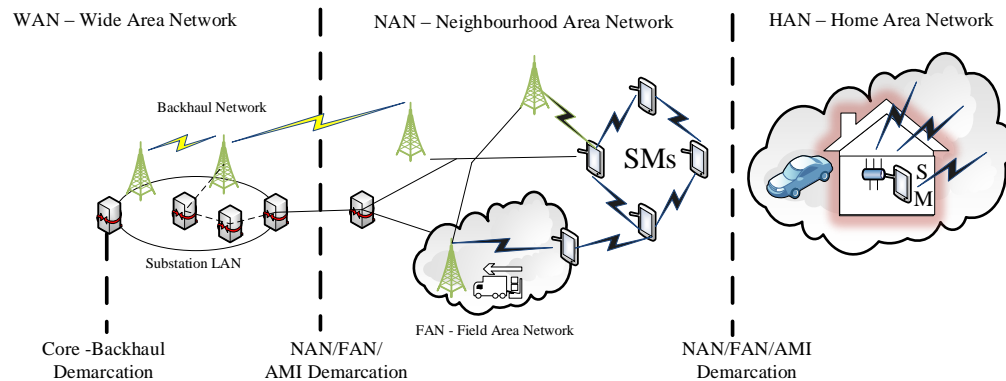 WAN – Wide Area Network
NAN – Neighbourhood Area Network
HAN – Home Area Network
Backhaul Network
SMs
S
M
Substation LAN
FAN - Field Area Network
Core -Backhaul
Demarcation
NAN/FAN/
AMI Demarcation
NAN/FAN/AMI
Demarcation